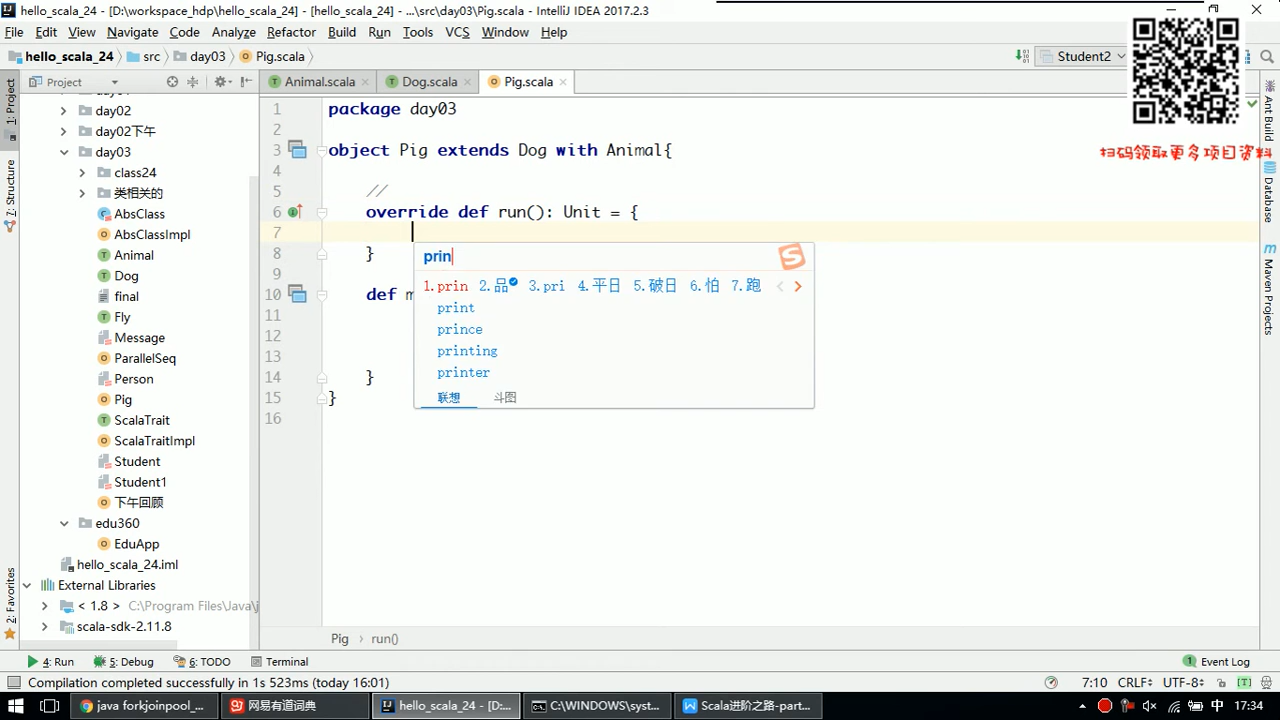 hello_scala_24 - [D:\workspace_hdp\hello_scala_24] - [hello_scala_24] - ...\src\day03\Pig.scala - IntelliJ IDEA 2017.2.3
File Edit View Navigate Code Analyze Refactor Build Run Tools VCS Window Help
hello_scala_24 src day03 Pig.scala Student2
扫码领取更多项目资料
Project Animal.scala Dog.scala Pig.scala
1: Project
7: Structure
2: Favorites
Ant Build
Database
Maven Projects
day02
day02下午
day03
class24
类相关的
AbsClass
AbsClassImpl
Animal
Dog
final
Fly
Message
ParallelSeq
Person
Pig
ScalaTrait
ScalaTraitImpl
Student
Student1
下午回顾
edu360
EduApp
hello_scala_24.iml
External Libraries
< 1.8 > C:\Program Files\Java\j
scala-sdk-2.11.8
1 package day03
2
3 object Pig extends Dog with Animal{
4
5 //
6 override def run(): Unit = {
7
8 }
9
10 def m
11
12
13
14 }
15 }
16
prin
1.prin 2.品 3.pri 4.平日 5.破日 6.怕 7.跑
print
prince
printing
printer
联想 斗图
Pig run()
4: Run 5: Debug 6: TODO Terminal 1 Event Log
Compilation completed successfully in 1s 523ms (today 16:01) 7:10 CRLF UTF-8
java forkjoinpool_... 网易有道词典 hello_scala_24 - [D:... C:\WINDOWS\syst... Scala进阶之路-part... 中 17:34